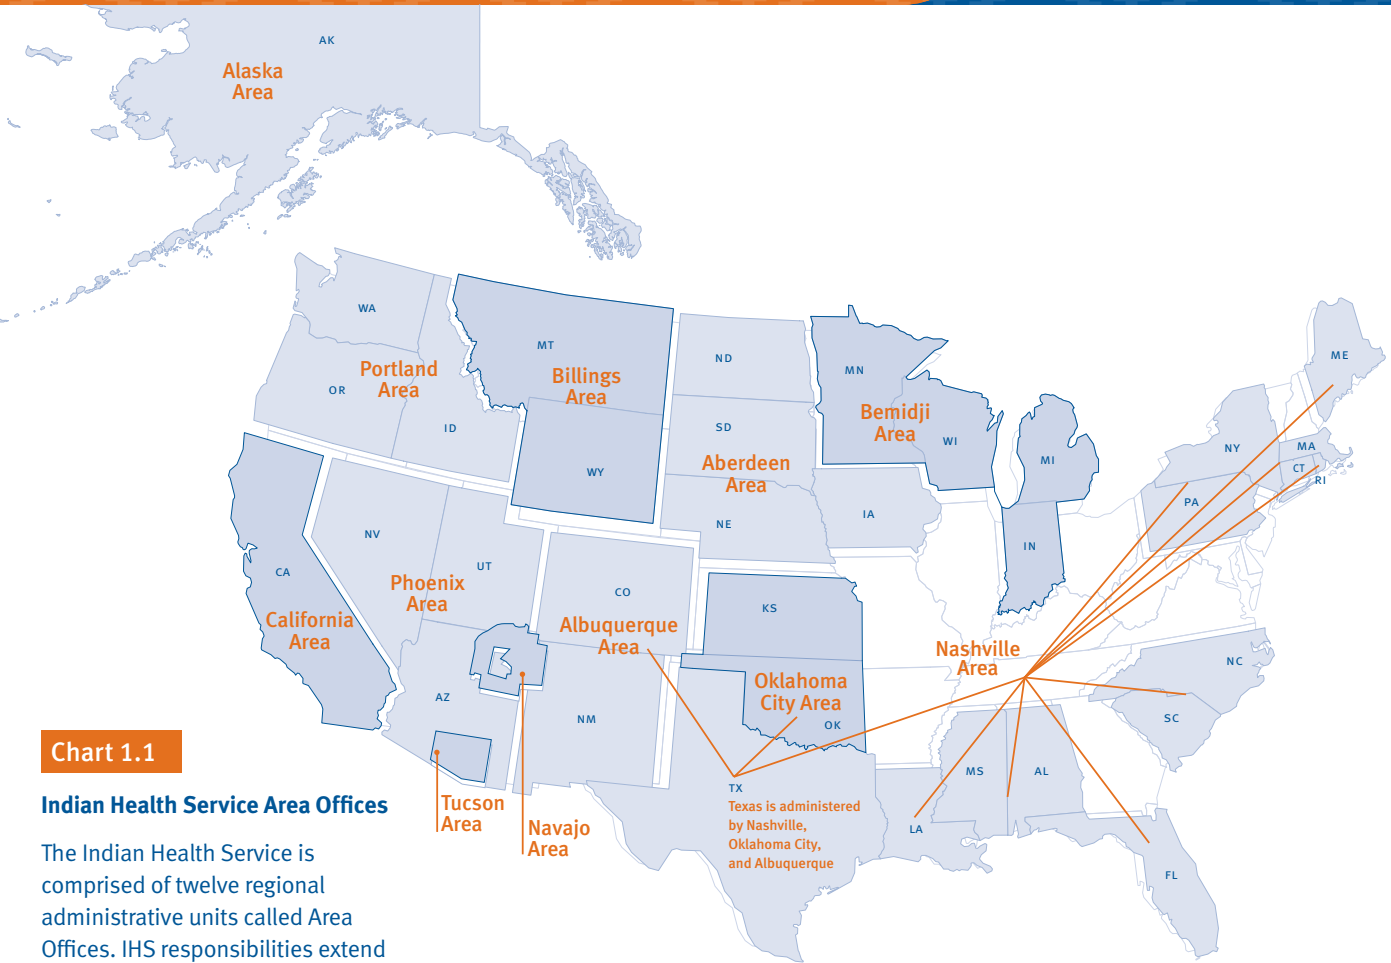 AK
Alaska
Area
WA
MT
ND
MN
ME
Portland
Area
Billings
Area
OR
ID
SD
Bemidji
Area
WI
NY
MA
CT
RI
WY
Aberdeen
Area
MI
PA
NE
IA
NV
IN
UT
CA
Phoenix
Area
CO
KS
California
Area
Albuquerque
Area
Nashville
Area
NC
Oklahoma
City Area
AZ
NM
OK
SC
MS
AL
TX
Texas is administered
by Nashville,
Oklahoma City,
and Albuquerque
LA
FL
Tucson
Area
Navajo
Area
Chart 1.1
Indian Health Service Area Offices
The Indian Health Service is
comprised of twelve regional
administrative units called Area
Offices. IHS responsibilities extend